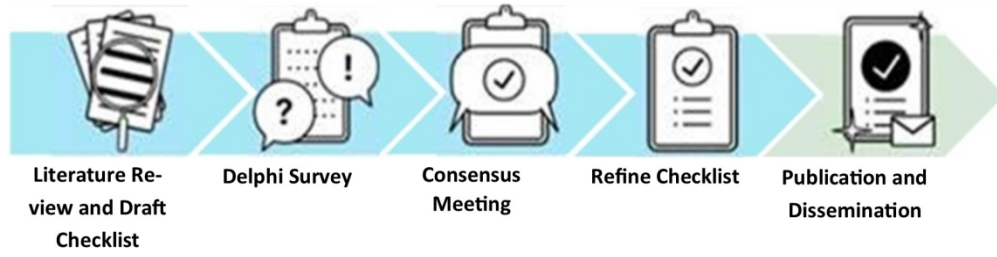 Literature Re-
view and Draft
Checklist
Delphi Survey
Consensus
Meeting
Refine Checklist
Publication and
Dissemination